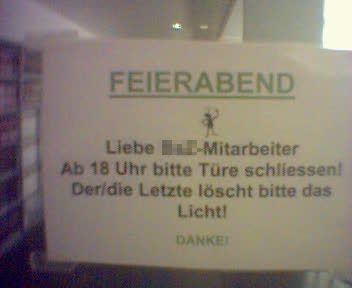 FEIERABEND
Liebe -Mitarbeiter
Ab 18 Uhr bitte Türe schliessen!
Der/die Letzte löscht bitte das
Licht!
DANKE!